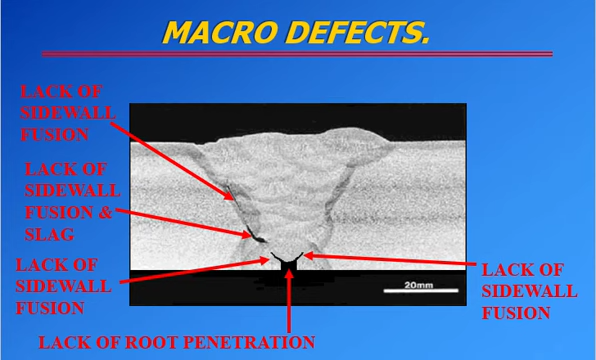 MACRO DEFECTS.
LACK OF
SIDEWALL
FUSION
LACK OF
SIDEWALL
FUSION &
SLAG
LACK OF
SIDEWALL
FUSION
LACK OF
SIDEWALL
FUSION
20mm
LACK OF ROOT PENETRATION